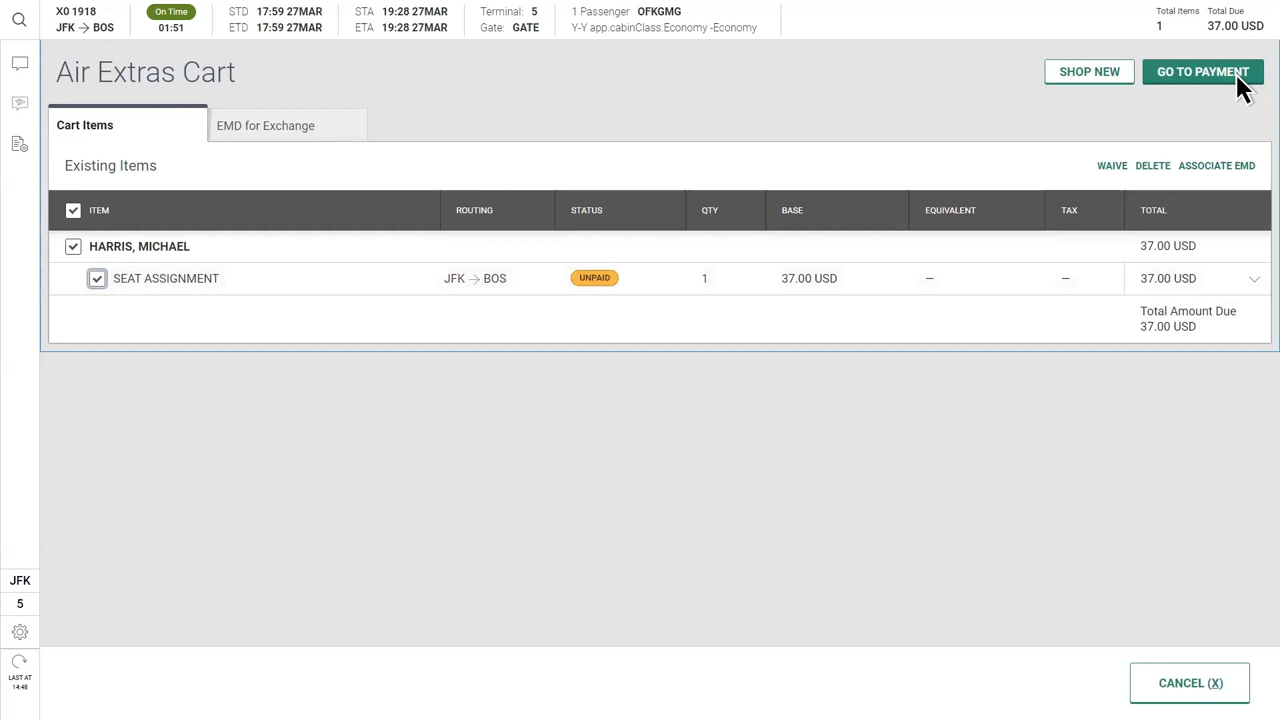 X0 1918
JFK → BOS
On Time
01:51
STD 17:59 27MAR
ETD 17:59 27MAR
STA 19:28 27MAR
ETA 19:28 27MAR
Terminal: 5
Gate: GATE
1 Passenger OFKGMG
Y-Y app.cabinClass.Economy -Economy
Total Items
1
Total Due
37.00 USD
Air Extras Cart
SHOP NEW
GO TO PAYMENT
Cart Items
EMD for Exchange
Existing Items
WAIVE DELETE ASSOCIATE EMD
ITEM ROUTING STATUS QTY BASE EQUIVALENT TAX TOTAL
HARRIS, MICHAEL 37.00 USD
SEAT ASSIGNMENT JFK → BOS UNPAID 1 37.00 USD – – 37.00 USD
Total Amount Due
37.00 USD
JFK
5
LAST AT
14:48
CANCEL (X)